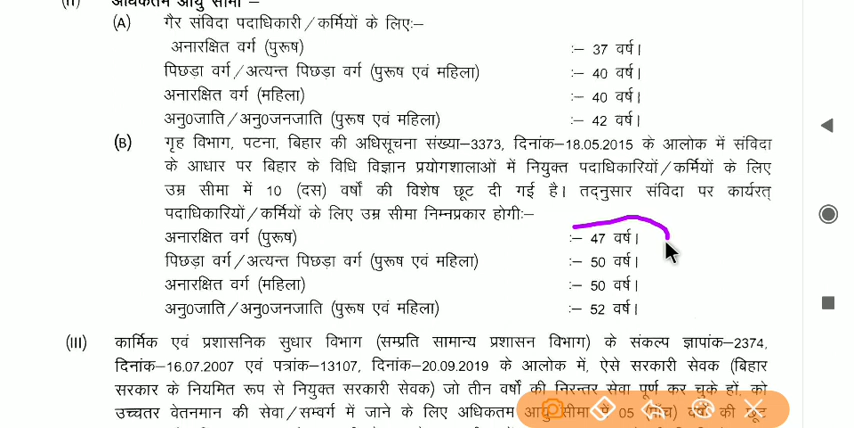 (II) अधिकतम आयु सीमा –
(A) गैर संविदा पदाधिकारी / कर्मियों के लिए:–
अनारक्षित वर्ग (पुरूष) :– 37 वर्ष।
पिछड़ा वर्ग / अत्यन्त पिछड़ा वर्ग (पुरूष एवं महिला) :– 40 वर्ष।
अनारक्षित वर्ग (महिला) :– 40 वर्ष।
अनु0जाति / अनु0जनजाति (पुरूष एवं महिला) :– 42 वर्ष।
(B) गृह विभाग, पटना, बिहार की अधिसूचना संख्या–3373, दिनांक–18.05.2015 के आलोक में संविदा
के आधार पर बिहार के विधि विज्ञान प्रयोगशालाओं में नियुक्त पदाधिकारियों / कर्मियों के लिए
उम्र सीमा में 10 (दस) वर्षों की विशेष छूट दी गई है। तद्नुसार संविदा पर कार्यरत्
पदाधिकारियों / कर्मियों के लिए उम्र सीमा निम्नप्रकार होगी:–
अनारक्षित वर्ग (पुरूष) :– 47 वर्ष।
पिछड़ा वर्ग / अत्यन्त पिछड़ा वर्ग (पुरूष एवं महिला) :– 50 वर्ष।
अनारक्षित वर्ग (महिला) :– 50 वर्ष।
अनु0जाति / अनु0जनजाति (पुरूष एवं महिला) :– 52 वर्ष।
(III) कार्मिक एवं प्रशासनिक सुधार विभाग (सम्प्रति सामान्य प्रशासन विभाग) के संकल्प ज्ञापांक–2374,
दिनांक–16.07.2007 एवं पत्रांक–13107, दिनांक–20.09.2019 के आलोक में, ऐसे सरकारी सेवक (बिहार
सरकार के नियमित रूप से नियुक्त सरकारी सेवक) जो तीन वर्षों की निरन्तर सेवा पूर्ण कर चुके हों, को
उच्चतर वेतनमान की सेवा / सम्वर्ग में जाने के लिए अधिकतम आयु सीमा में 05 (पाँच) वर्षों की छूट